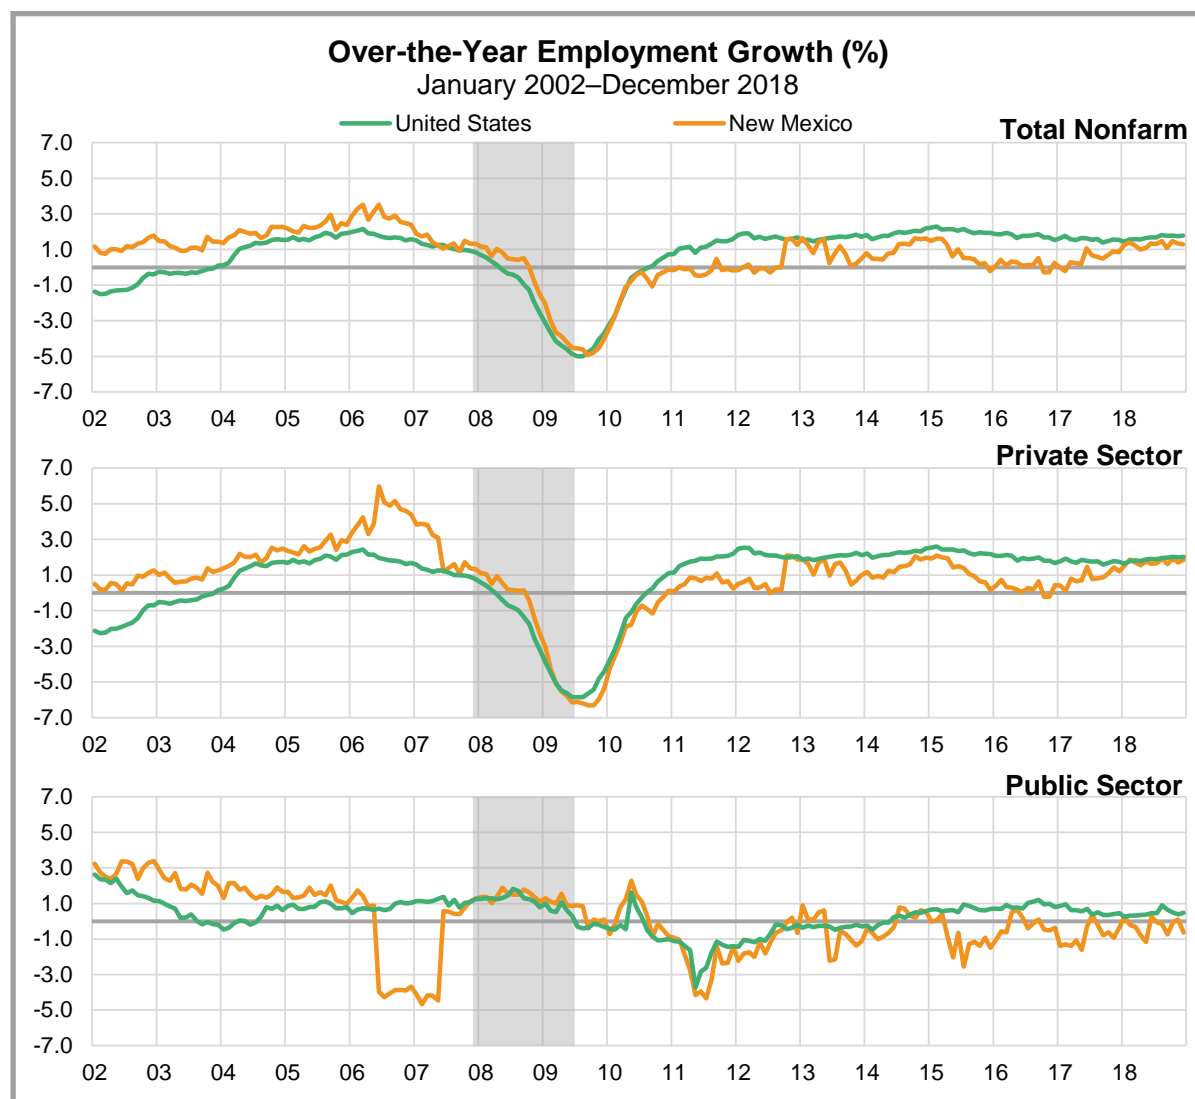 Over-the-Year Employment Growth (%)
January 2002–December 2018
United States New Mexico
Total Nonfarm
7.0
5.0
3.0
1.0
-1.0
-3.0
-5.0
-7.0
02 03 04 05 06 07 08 09 10 11 12 13 14 15 16 17 18
Private Sector
7.0
5.0
3.0
1.0
-1.0
-3.0
-5.0
-7.0
02 03 04 05 06 07 08 09 10 11 12 13 14 15 16 17 18
Public Sector
7.0
5.0
3.0
1.0
-1.0
-3.0
-5.0
-7.0
02 03 04 05 06 07 08 09 10 11 12 13 14 15 16 17 18